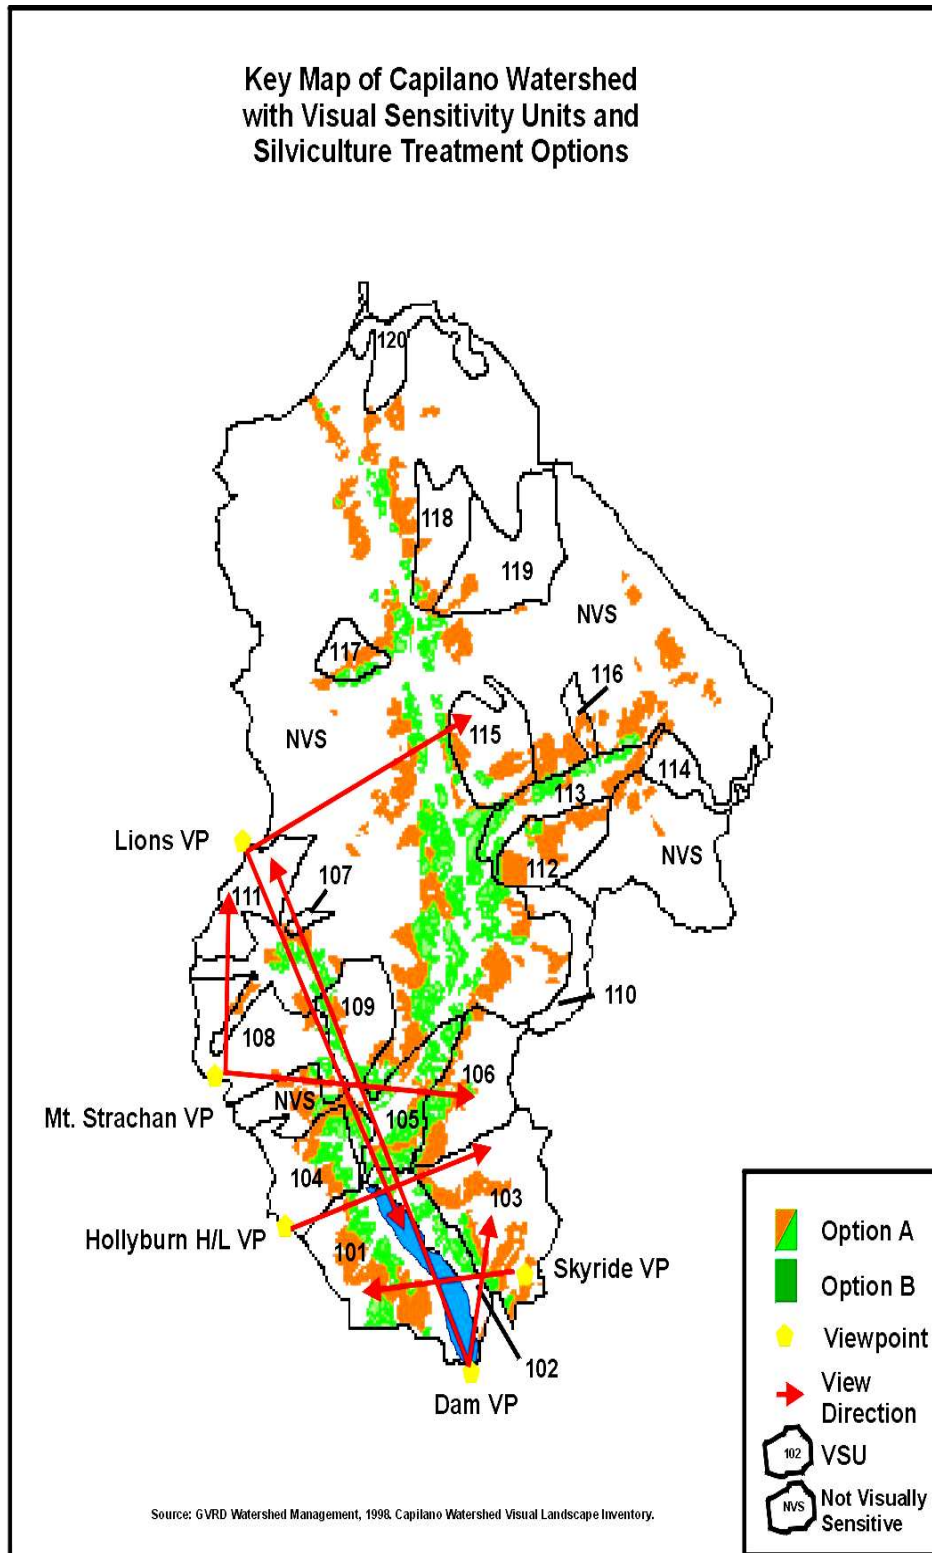 Key Map of Capilano Watershed
with Visual Sensitivity Units and
Silviculture Treatment Options
120
118
119
NVS
117
116
NVS
115
114
113
Lions VP
112
NVS
107
111
110
109
108
106
NVS
Mt. Strachan VP
105
104
103
Hollyburn H/L VP
101
Skyride VP
102
Dam VP
Option A
Option B
Viewpoint
View
Direction
102
VSU
NVS
Not Visually
Sensitive
Source: GVRD Watershed Management, 1998. Capilano Watershed Visual Landscape Inventory.